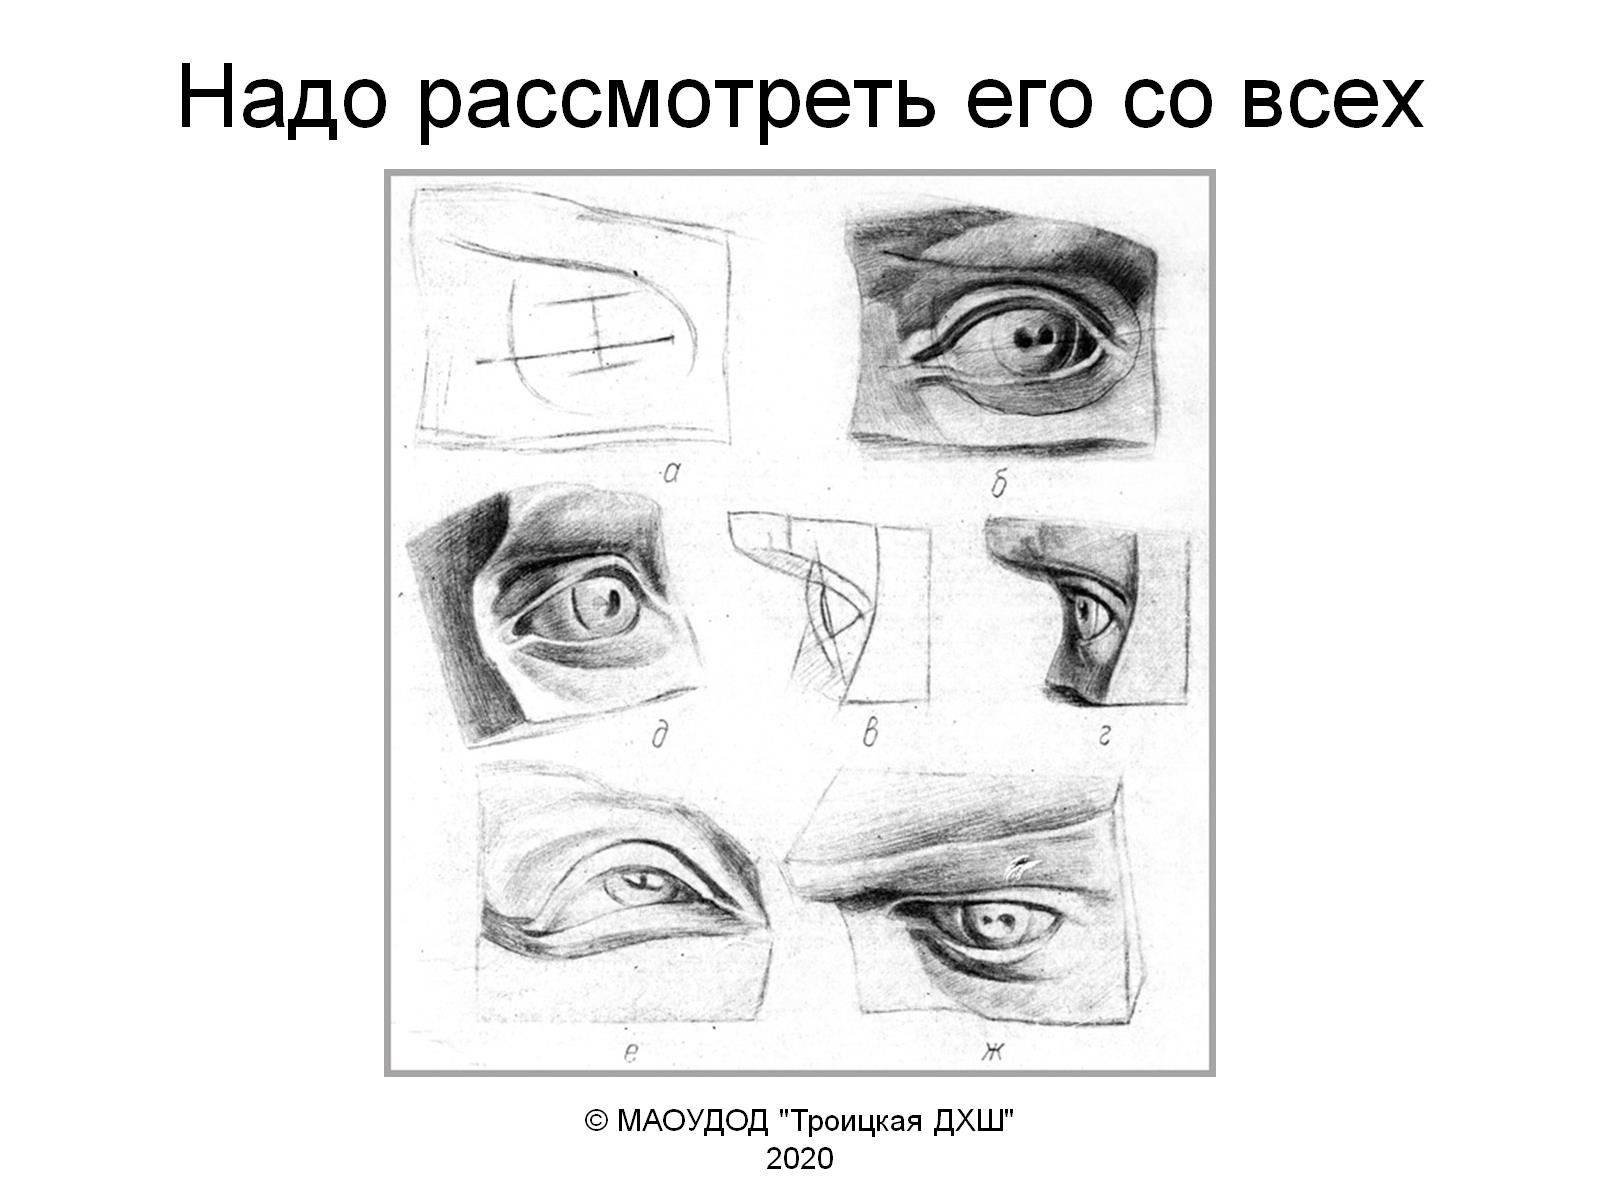 Надо рассмотреть его со всех
а
б
д
в
г
е
ж
© МАОУДОД "Троицкая ДХШ"
2020